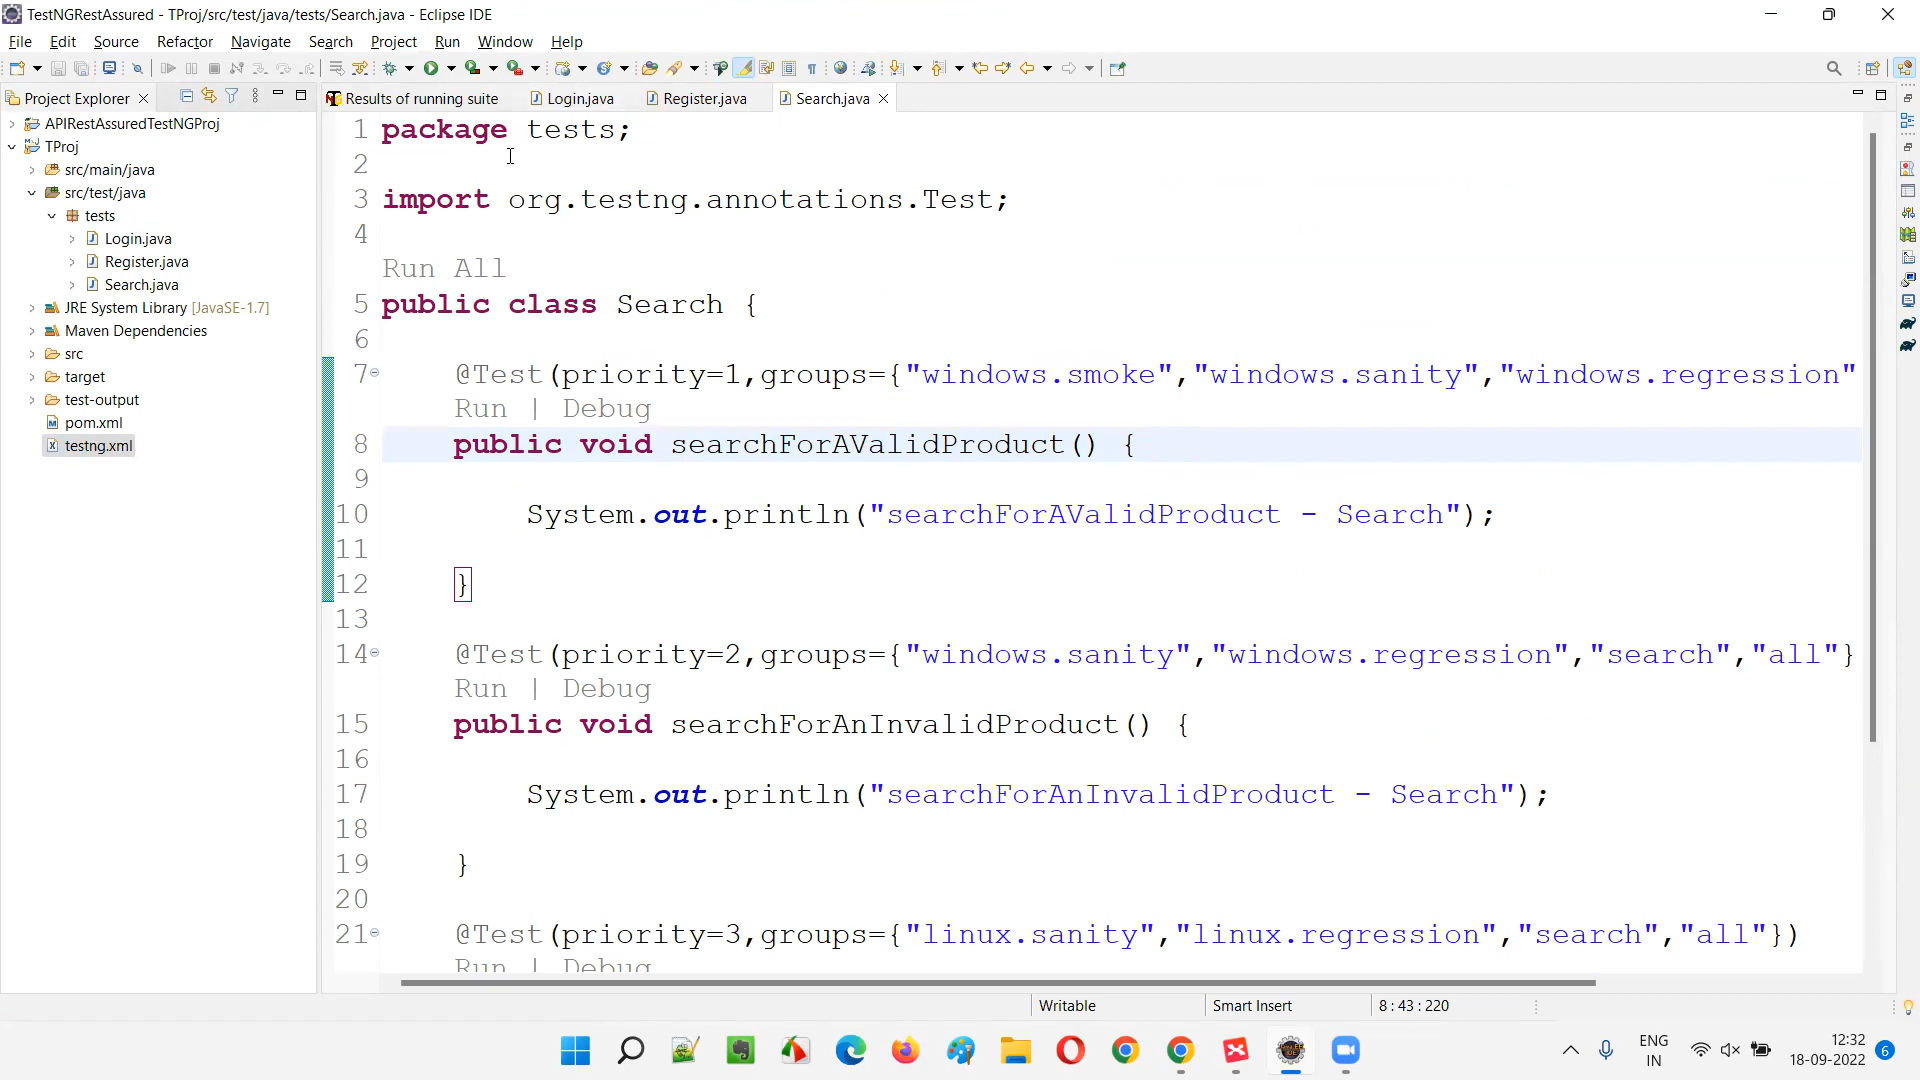 TestNGRestAssured - TProj/src/test/java/tests/Search.java - Eclipse IDE
File Edit Source Refactor Navigate Search Project Run Window Help
Project Explorer
Results of running suite
Login.java
Register.java
Search.java
APIRestAssuredTestNGProj
TProj
src/main/java
src/test/java
tests
Login.java
Register.java
Search.java
JRE System Library [JavaSE-1.7]
Maven Dependencies
src
target
test-output
pom.xml
testng.xml
1 package tests;
2
3 import org.testng.annotations.Test;
4
Run All
5 public class Search {
6
7 @Test(priority=1,groups={"windows.smoke","windows.sanity","windows.regression"
Run | Debug
8 public void searchForAValidProduct() {
9
10 System.out.println("searchForAValidProduct - Search");
11
12 }
13
14 @Test(priority=2,groups={"windows.sanity","windows.regression","search","all"}
Run | Debug
15 public void searchForAnInvalidProduct() {
16
17 System.out.println("searchForAnInvalidProduct - Search");
18
19 }
20
21 @Test(priority=3,groups={"linux.sanity","linux.regression","search","all"})
Run | Debug
Writable
Smart Insert
8 : 43 : 220
ENG
IN
12:32
18-09-2022
6